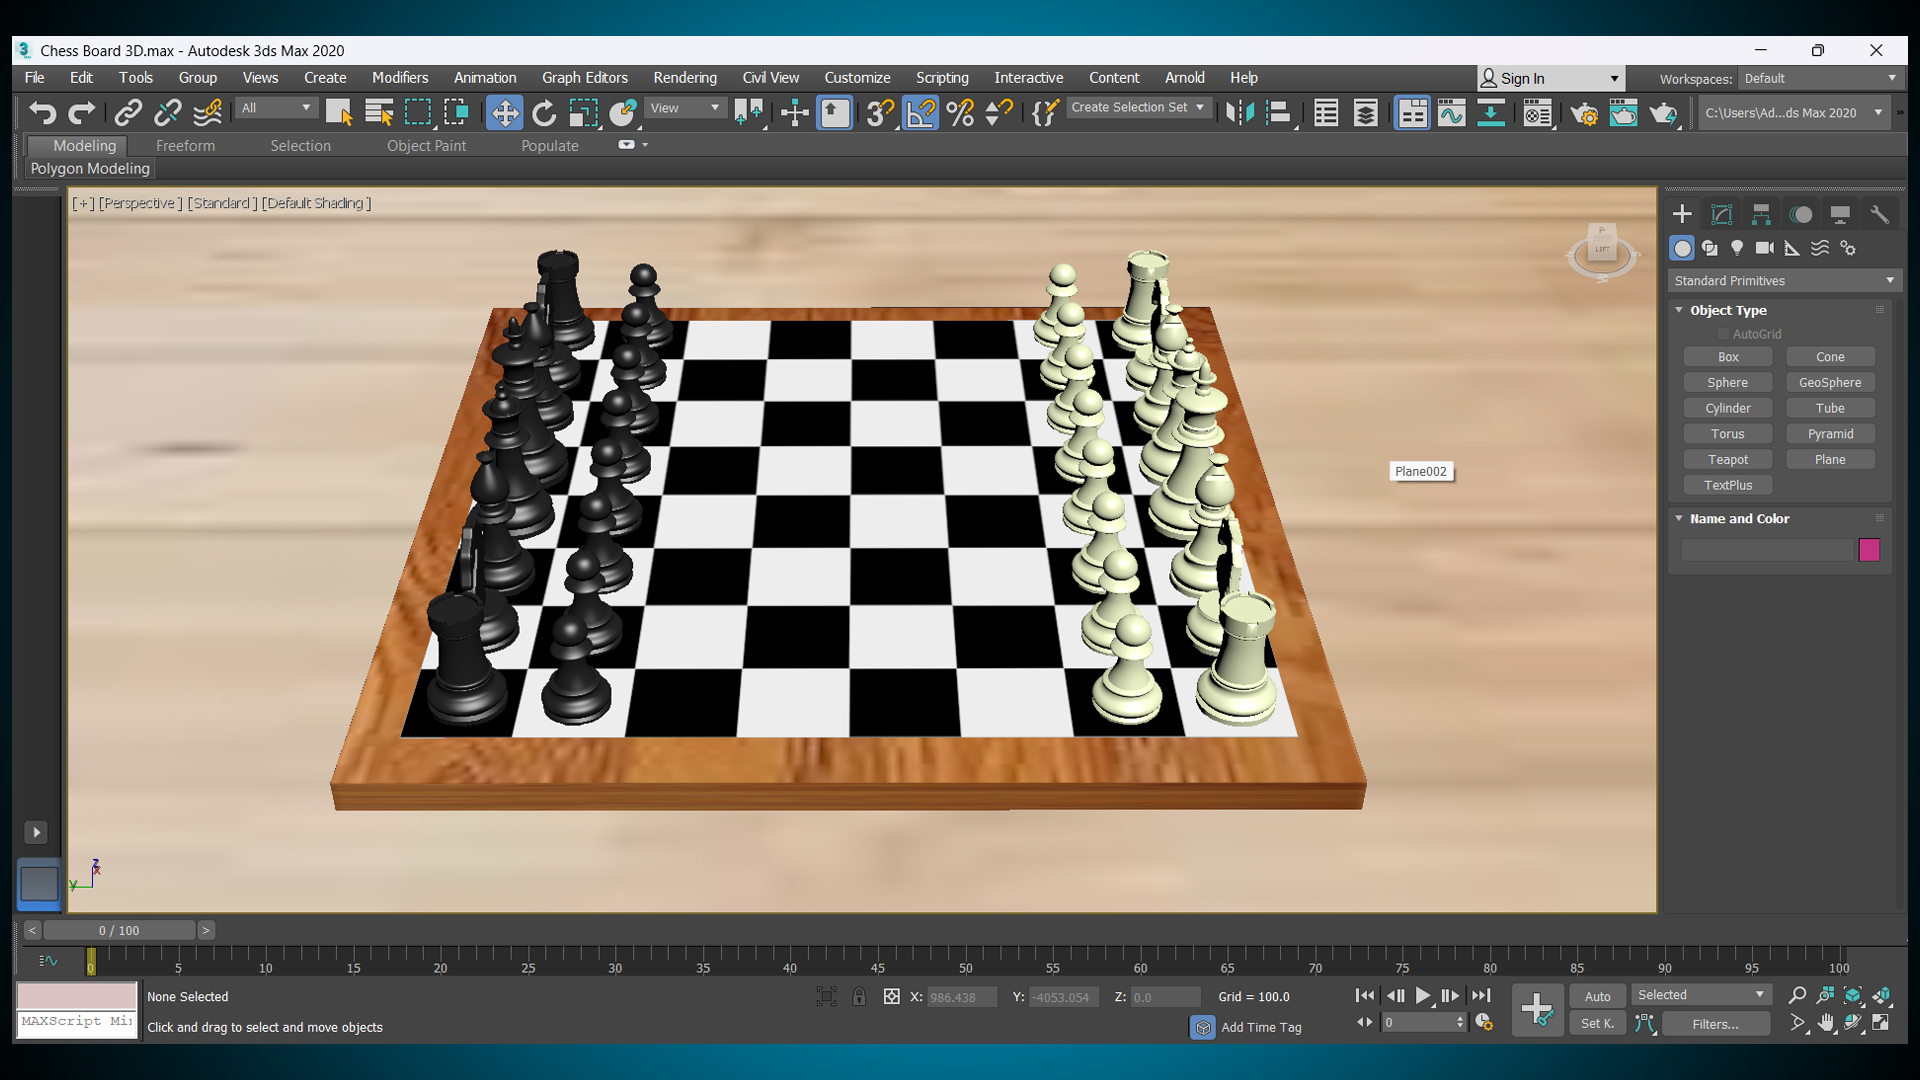 Chess Board 3D.max - Autodesk 3ds Max 2020
File Edit Tools Group Views Create Modifiers Animation Graph Editors Rendering Civil View Customize Scripting Interactive Content Arnold Help Sign In Workspaces: Default
All View Create Selection Set C:\Users\Ad...ds Max 2020 »
Modeling Freeform Selection Object Paint Populate
Polygon Modeling
[+] [Perspective ] [Standard ] [Default Shading ]
LEFT
Standard Primitives
Object Type
AutoGrid
Box Cone
Sphere GeoSphere
Cylinder Tube
Torus Pyramid
Teapot Plane
TextPlus
Name and Color
Plane002
z
x
y
< 0 / 100 >
0 5 10 15 20 25 30 35 40 45 50 55 60 65 70 75 80 85 90 95 100
None Selected X: 986.438 Y: -4053.054 Z: 0.0 Grid = 100.0 Auto Selected
MAXScript Mi Click and drag to select and move objects Add Time Tag 0 Set K. Filters...